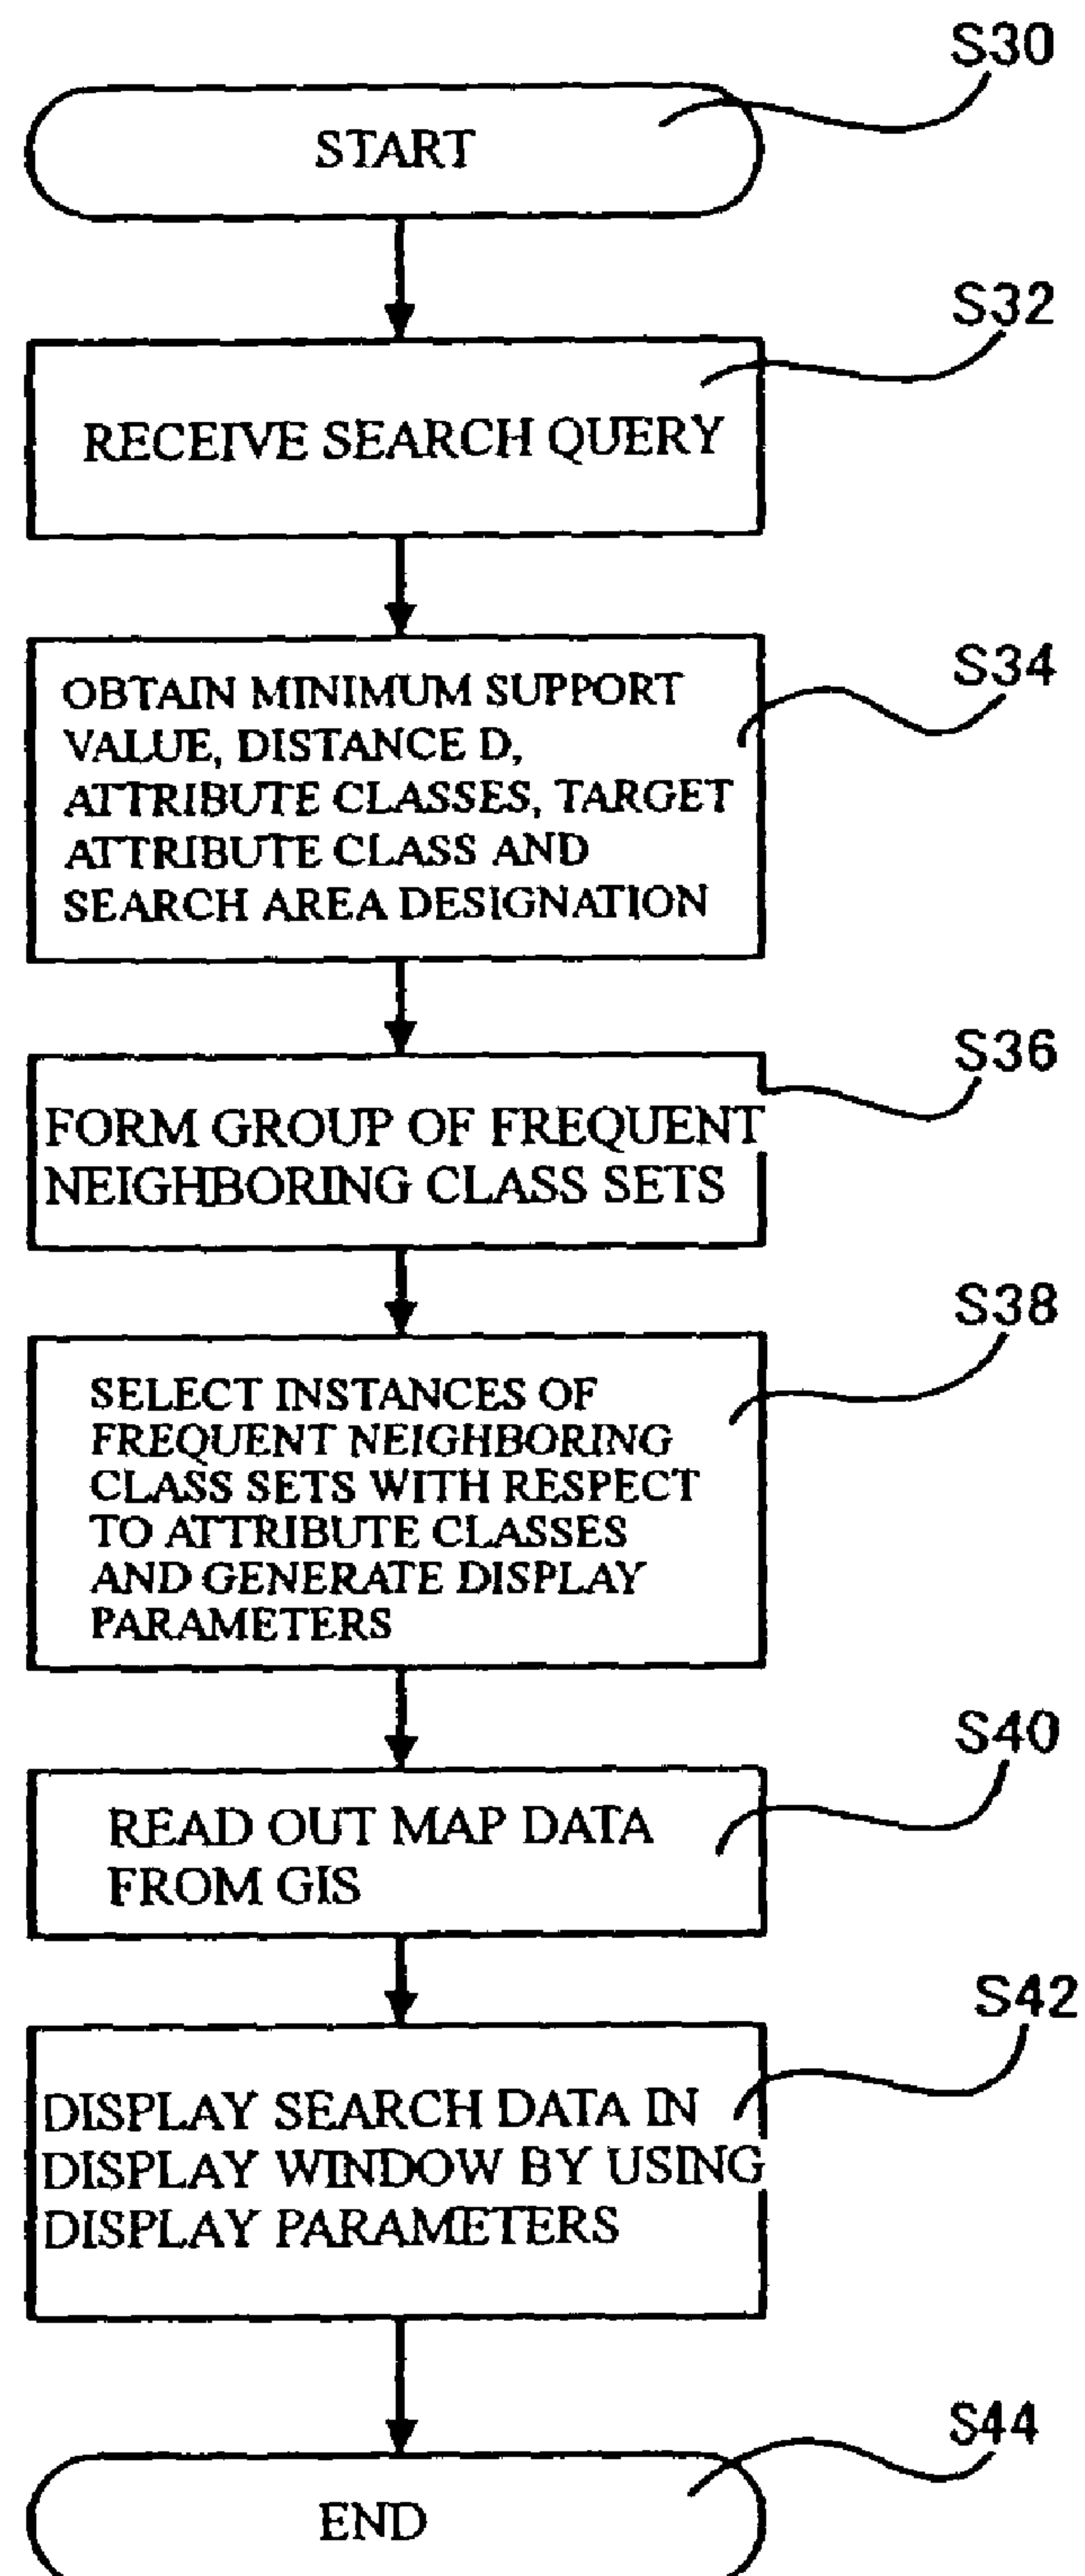 S30
START
S32
RECEIVE SEARCH QUERY
S34
OBTAIN MINIMUM SUPPORT
VALUE, DISTANCE D,
ATTRIBUTE CLASSES, TARGET
ATTRIBUTE CLASS AND
SEARCH AREA DESIGNATION
S36
FORM GROUP OF FREQUENT
NEIGHBORING CLASS SETS
S38
SELECT INSTANCES OF
FREQUENT NEIGHBORING
CLASS SETS WITH RESPECT
TO ATTRIBUTE CLASSES
AND GENERATE DISPLAY
PARAMETERS
S40
READ OUT MAP DATA
FROM GIS
S42
DISPLAY SEARCH DATA IN
DISPLAY WINDOW BY USING
DISPLAY PARAMETERS
S44
END